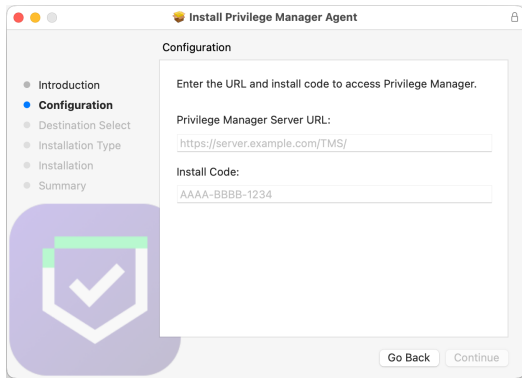 Install Privilege Manager Agent
Configuration
Introduction
Configuration
Destination Select
Installation Type
Installation
Summary
Enter the URL and install code to access Privilege Manager.
Privilege Manager Server URL:
https://server.example.com/TMS/
Install Code:
AAAA-BBBB-1234
Go Back
Continue